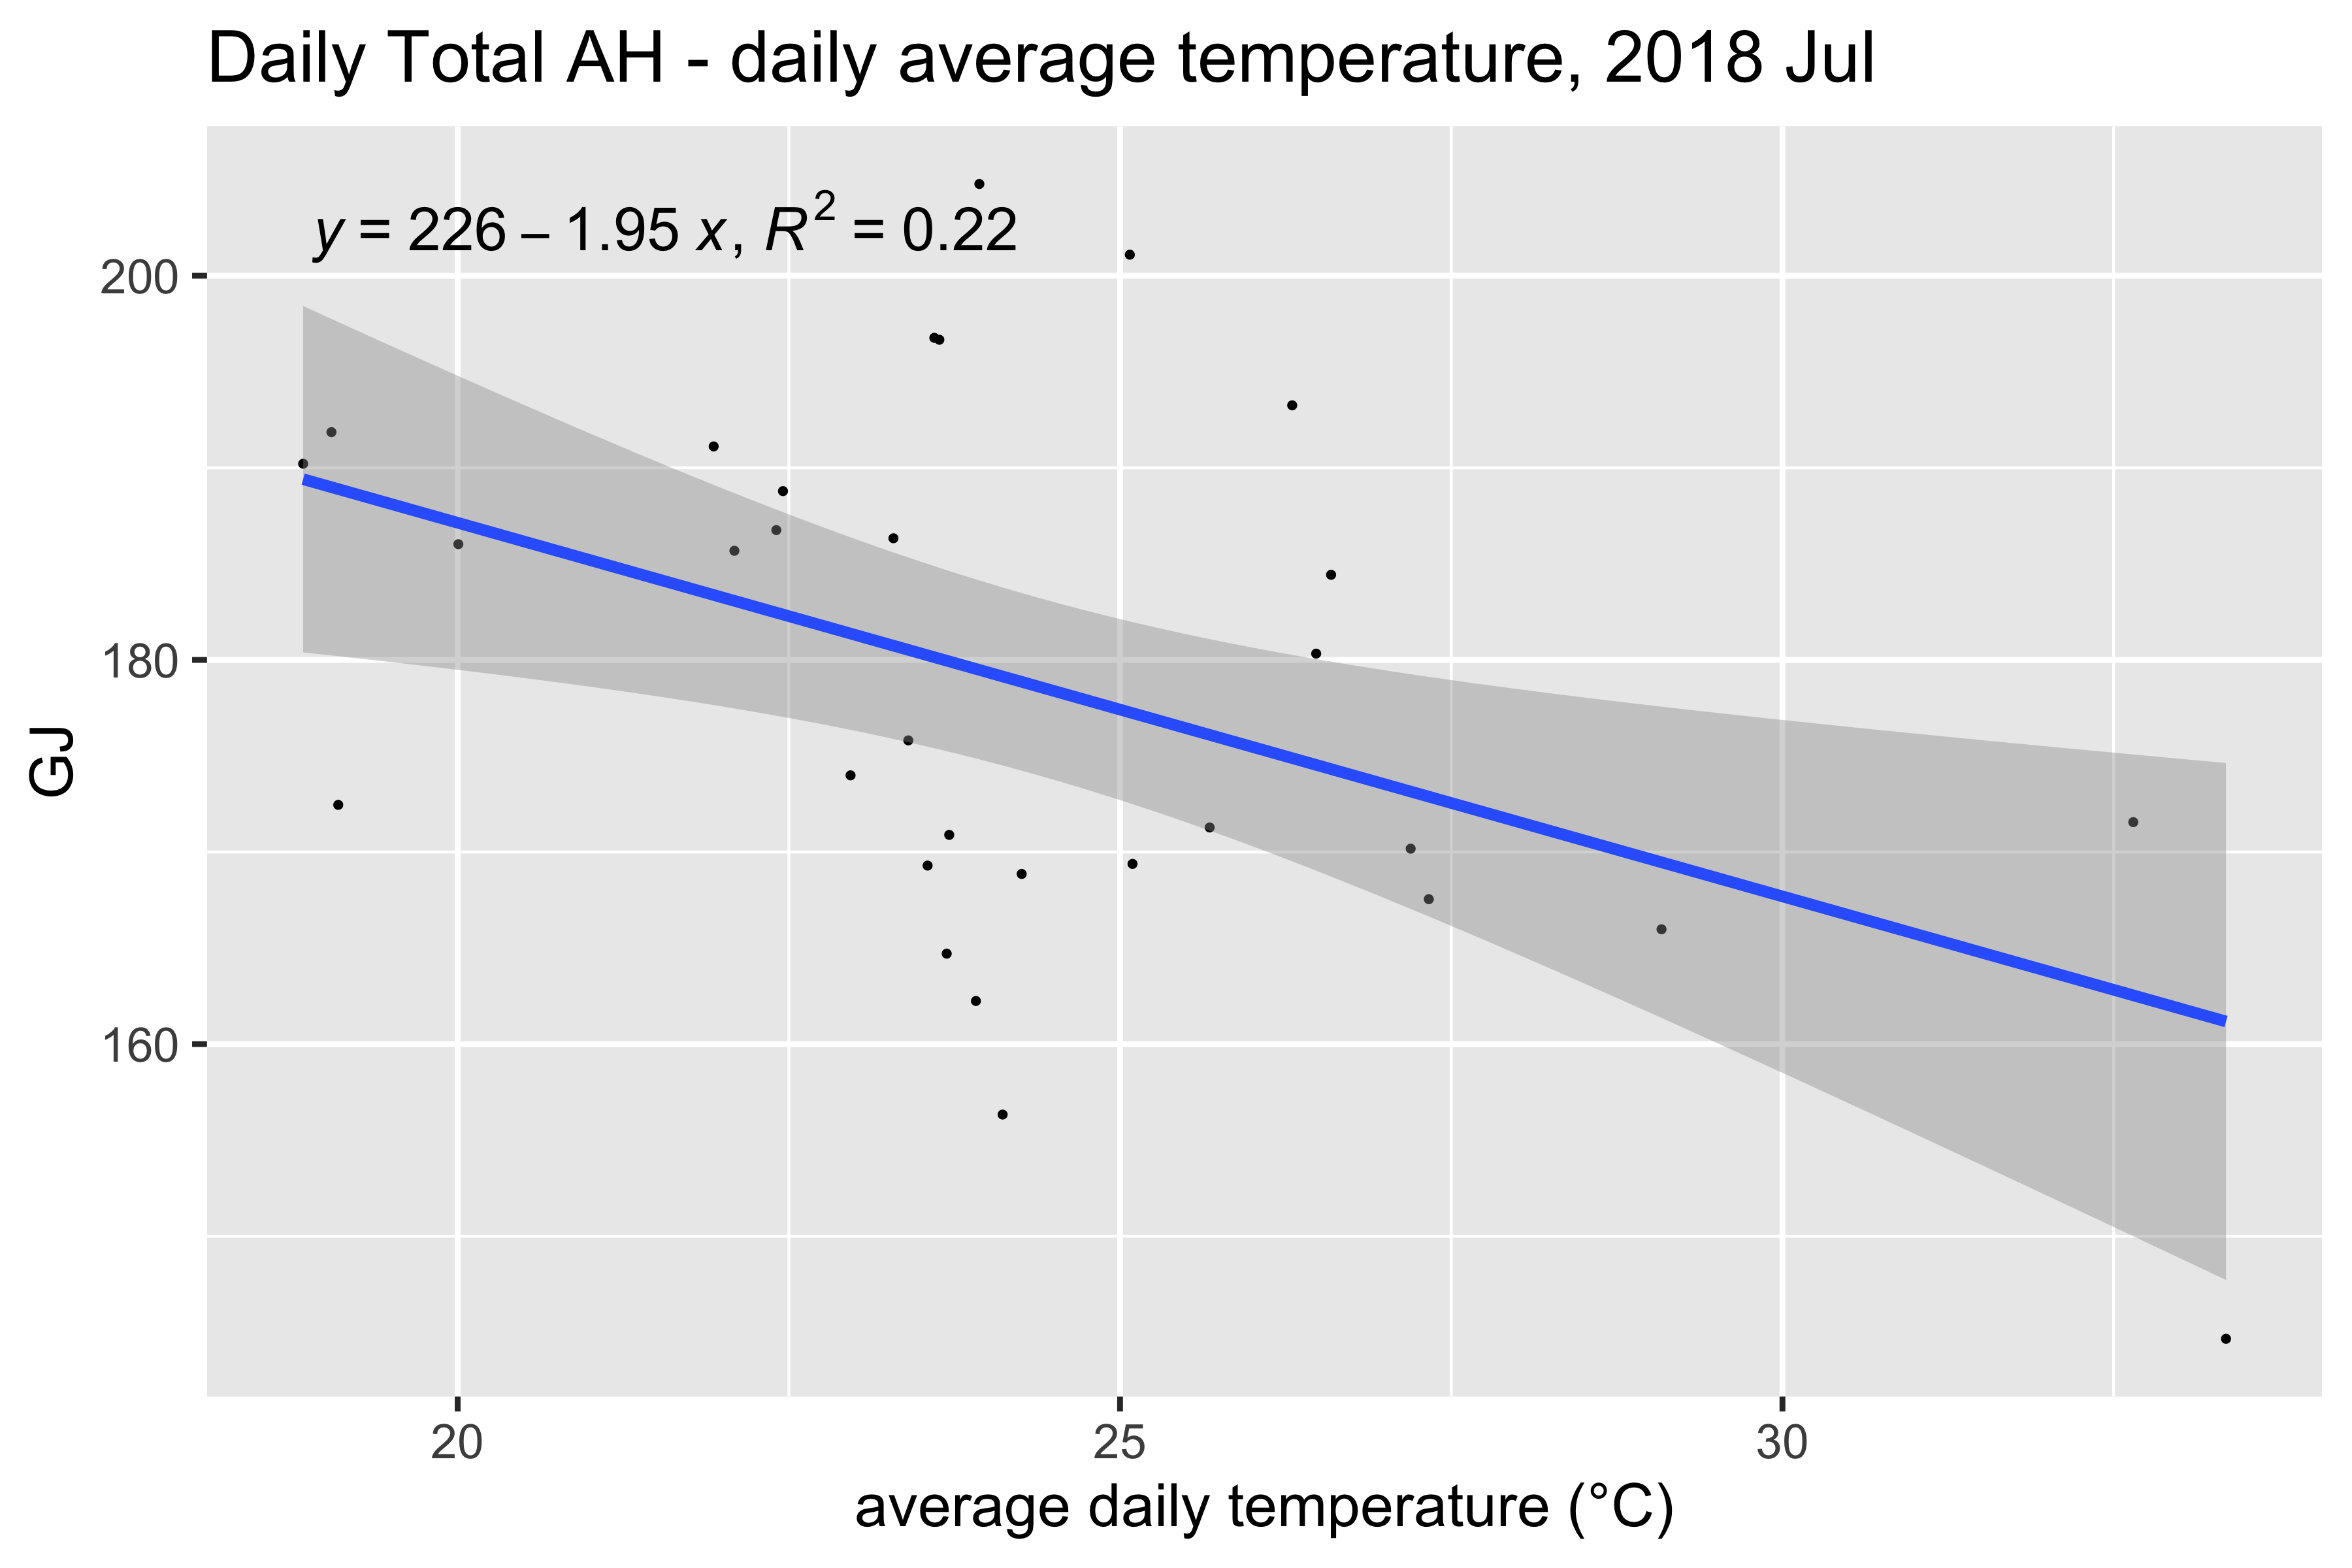 Daily Total AH - daily average temperature, 2018 Jul
y = 226 – 1.95 x, R² = 0.22
200
180
160
GJ
20 25 30
average daily temperature (°C)